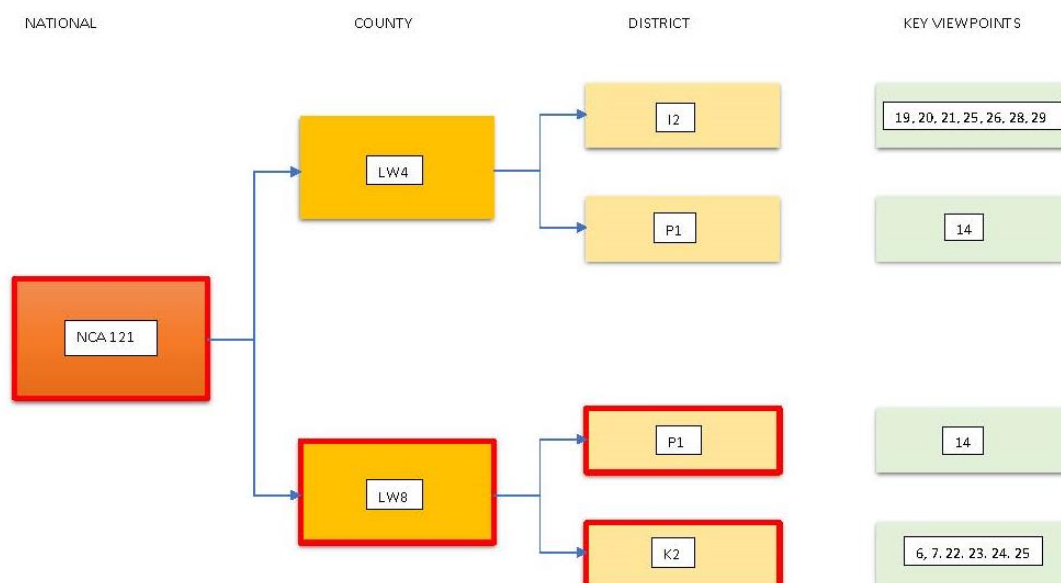 NATIONAL COUNTY DISTRICT KEY VIEWPOINTS
I2
19, 20, 21, 25, 26, 28, 29
LW4
P1
14
NCA 121
P1
14
LW8
K2
6, 7. 22. 23. 24. 25